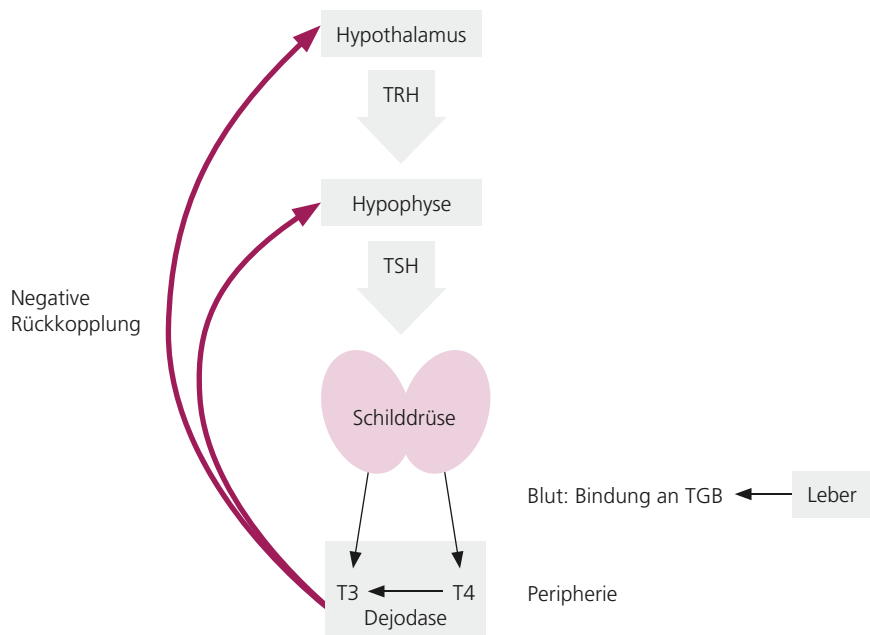 Hypothalamus
TRH
Hypophyse
TSH
Negative
Rückkopplung
Schilddrüse
Blut: Bindung an TGB
Leber
T3
T4
Peripherie
Dejodase